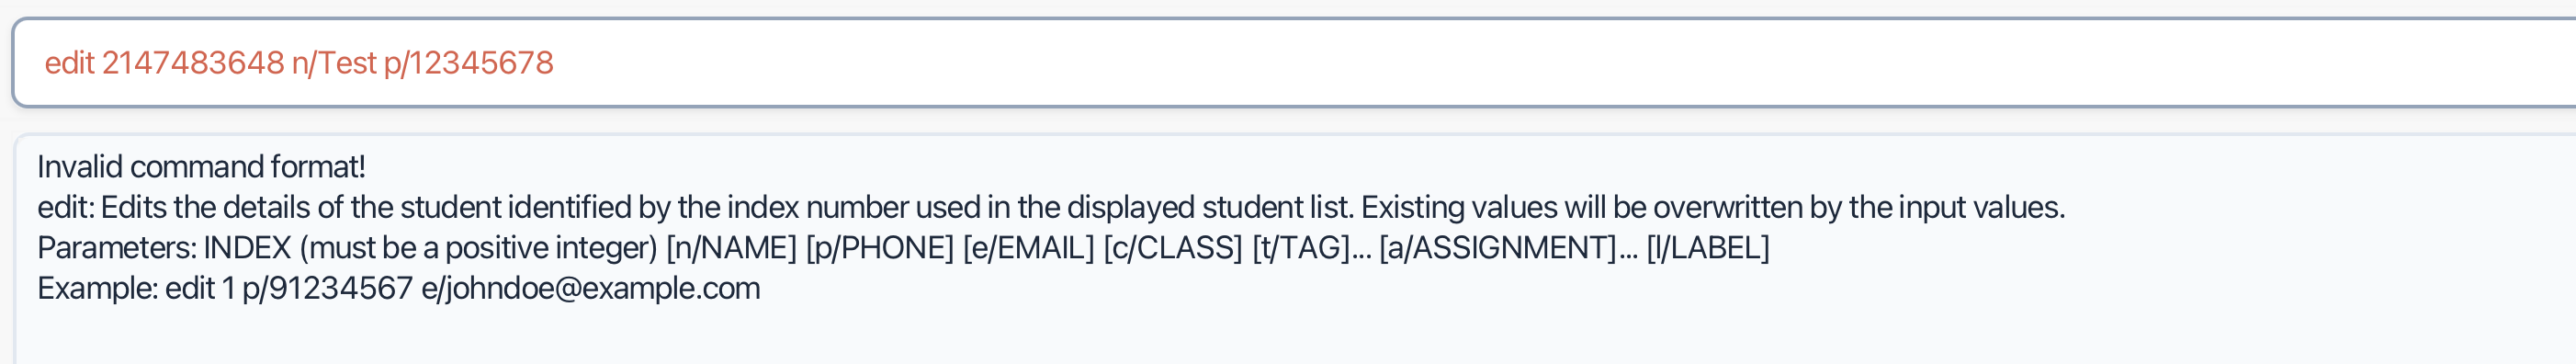 edit 2147483648 n/Test p/12345678
Invalid command format!
edit: Edits the details of the student identified by the index number used in the displayed student list. Existing values will be overwritten by the input values.
Parameters: INDEX (must be a positive integer) [n/NAME] [p/PHONE] [e/EMAIL] [c/CLASS] [t/TAG]... [a/ASSIGNMENT]... [l/LABEL]
Example: edit 1 p/91234567 e/johndoe@example.com